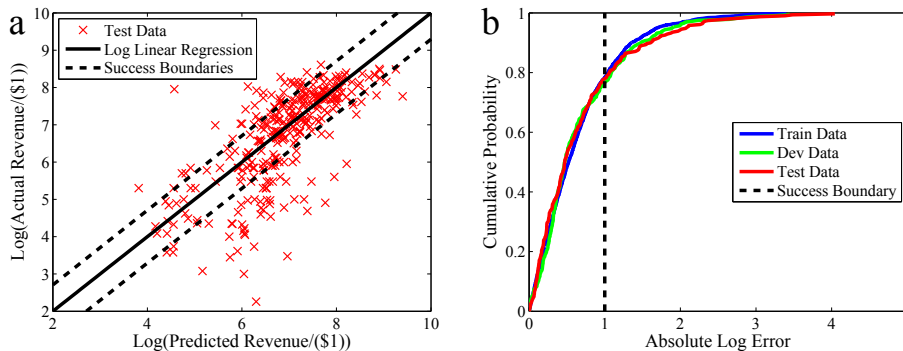 a
Log(Actual Revenue/($1))
10
9
8
7
6
5
4
3
2
Test Data
Log Linear Regression
Success Boundaries
2
4
6
8
10
Log(Predicted Revenue/($1))
b
Cumulative Probability
1
0.8
0.6
0.4
0.2
0
Train Data
Dev Data
Test Data
Success Boundary
0
1
2
3
4
Absolute Log Error